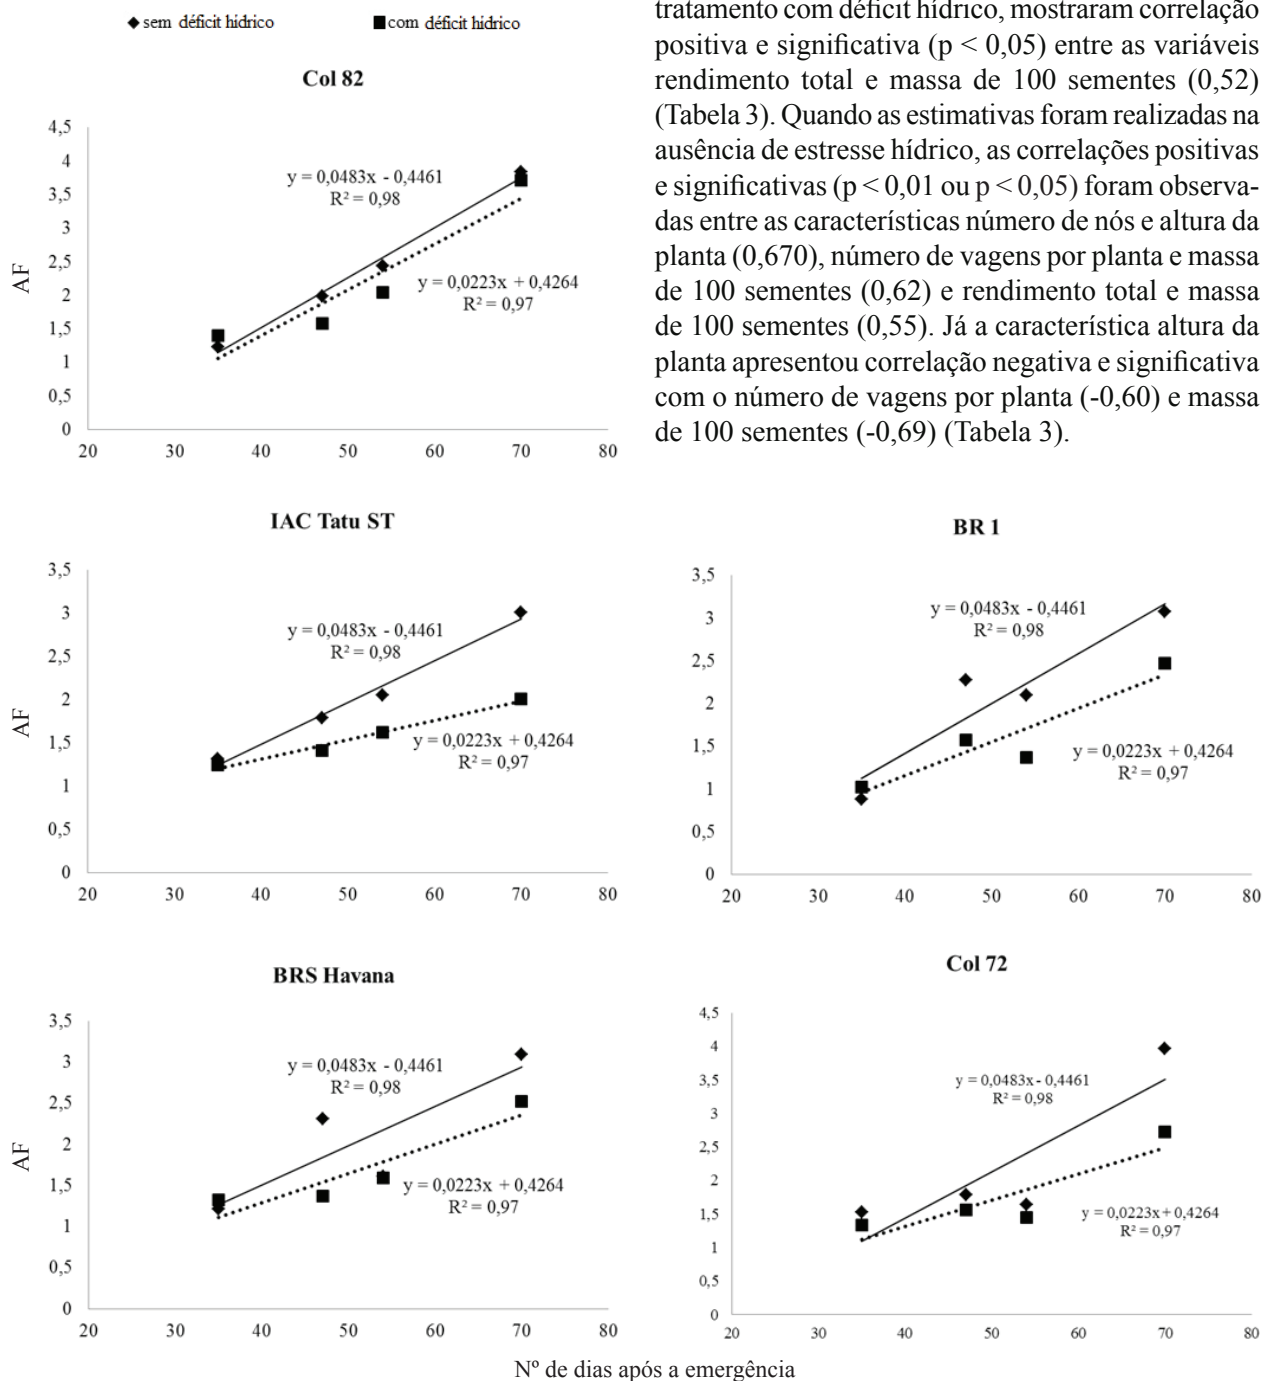 sem déficit hídrico com déficit hídrico
Col 82
4,5
4
3,5
3
2,5
2
1,5
1
0,5
0
AF
y = 0,0483x - 0,4461
R² = 0,98
y = 0,0223x + 0,4264
R² = 0,97
20 30 40 50 60 70 80
tratamento com déficit hídrico, mostraram correlação
positiva e significativa (p < 0,05) entre as variáveis
rendimento total e massa de 100 sementes (0,52)
(Tabela 3). Quando as estimativas foram realizadas na
ausência de estresse hídrico, as correlações positivas
e significativas (p < 0,01 ou p < 0,05) foram observa-
das entre as características número de nós e altura da
planta (0,670), número de vagens por planta e massa
de 100 sementes (0,62) e rendimento total e massa
de 100 sementes (0,55). Já a característica altura da
planta apresentou correlação negativa e significativa
com o número de vagens por planta (-0,60) e massa
de 100 sementes (-0,69) (Tabela 3).
IAC Tatu ST
3,5
3
2,5
2
1,5
1
0,5
0
AF
y = 0,0483x - 0,4461
R² = 0,98
y = 0,0223x + 0,4264
R² = 0,97
20 30 40 50 60 70 80
BR 1
3,5
3
2,5
2
1,5
1
0,5
0
y = 0,0483x - 0,4461
R² = 0,98
y = 0,0223x + 0,4264
R² = 0,97
20 30 40 50 60 70 80
BRS Havana
3,5
3
2,5
2
1,5
1
0,5
0
AF
y = 0,0483x - 0,4461
R² = 0,98
y = 0,0223x + 0,4264
R² = 0,97
20 30 40 50 60 70 80
Col 72
4,5
4
3,5
3
2,5
2
1,5
1
0,5
0
y = 0,0483x - 0,4461
R² = 0,98
y = 0,0223x + 0,4264
R² = 0,97
20 30 40 50 60 70 80
Nº de dias após a emergência